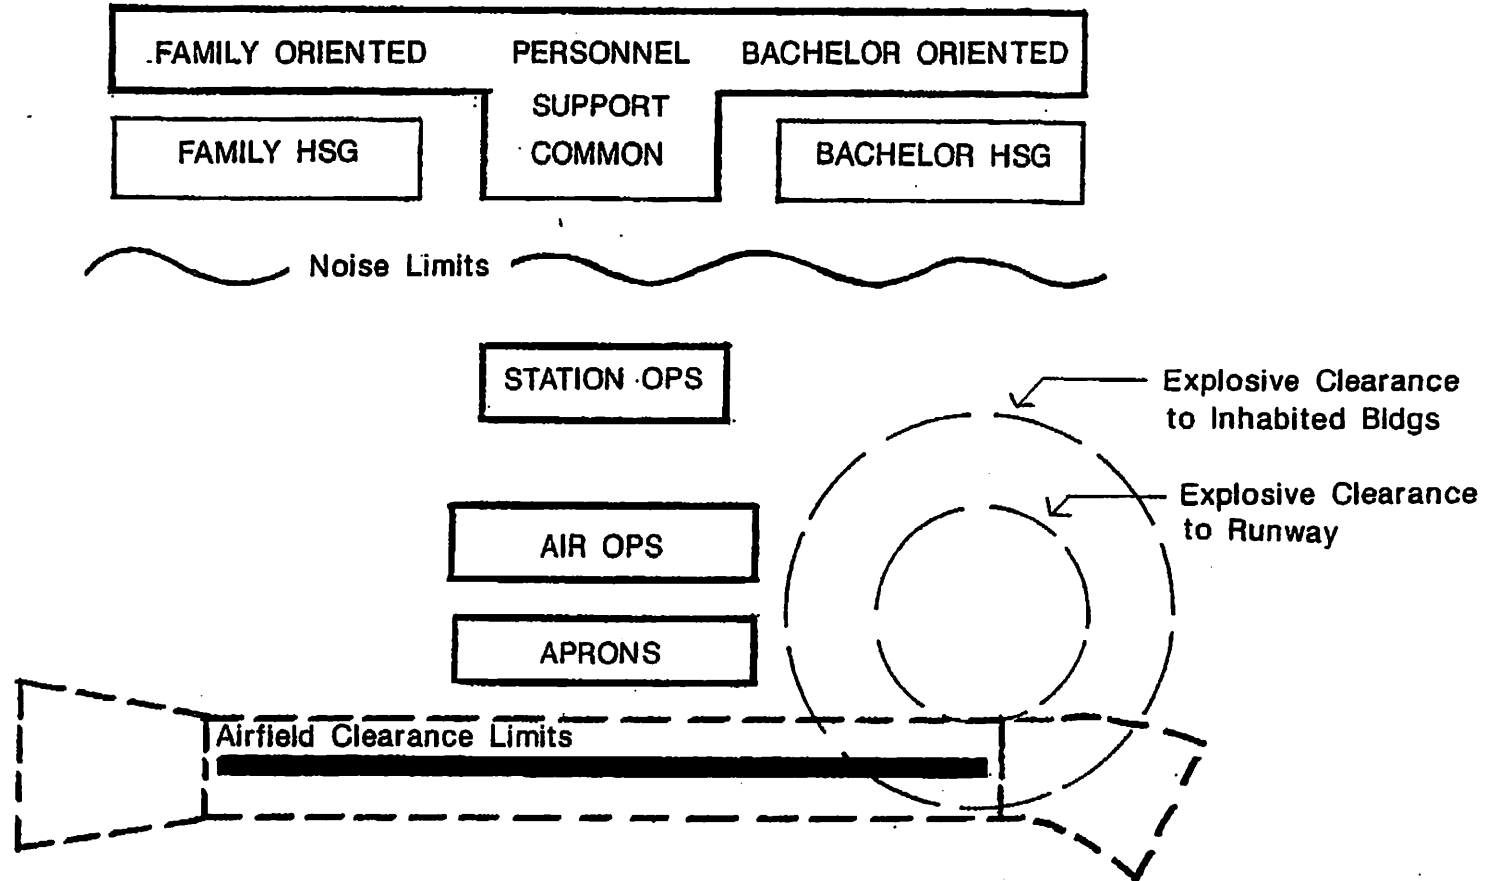 FAMILY ORIENTED PERSONNEL BACHELOR ORIENTED
SUPPORT
FAMILY HSG COMMON BACHELOR HSG
Noise Limits
STATION OPS
Explosive Clearance
to Inhabited Bldgs
Explosive Clearance
to Runway
AIR OPS
APRONS
Airfield Clearance Limits